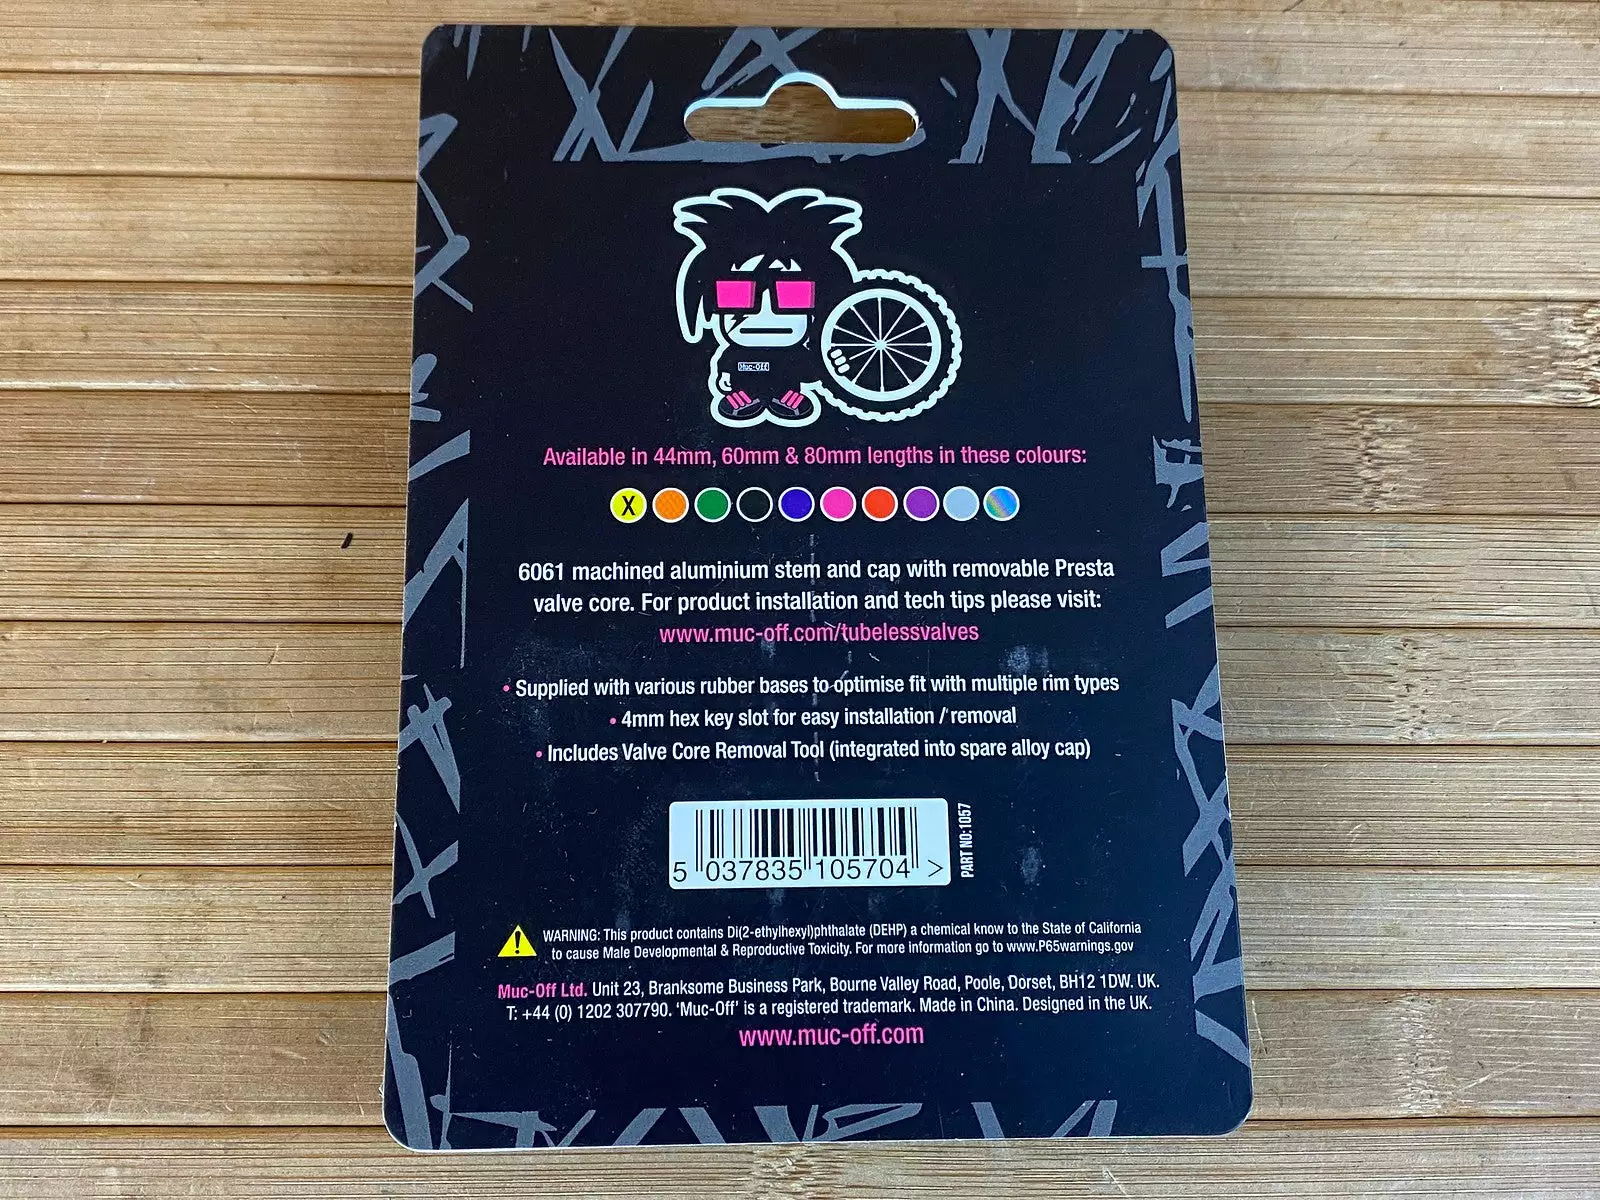 Muc-Off
Available in 44mm, 60mm & 80mm lengths in these colours:
X
6061 machined aluminium stem and cap with removable Presta
valve core. For product installation and tech tips please visit:
www.muc-off.com/tubelessvalves
• Supplied with various rubber bases to optimise fit with multiple rim types
• 4mm hex key slot for easy installation / removal
• Includes Valve Core Removal Tool (integrated into spare alloy cap)
5 037835 105704 >
PART NO:1057
WARNING: This product contains Di(2-ethylhexyl)phthalate (DEHP) a chemical know to the State of California
to cause Male Developmental & Reproductive Toxicity. For more information go to www.P65warnings.gov
Muc-Off Ltd. Unit 23, Branksome Business Park, Bourne Valley Road, Poole, Dorset, BH12 1DW. UK.
T: +44 (0) 1202 307790. ‘Muc-Off’ is a registered trademark. Made in China. Designed in the UK.
www.muc-off.com